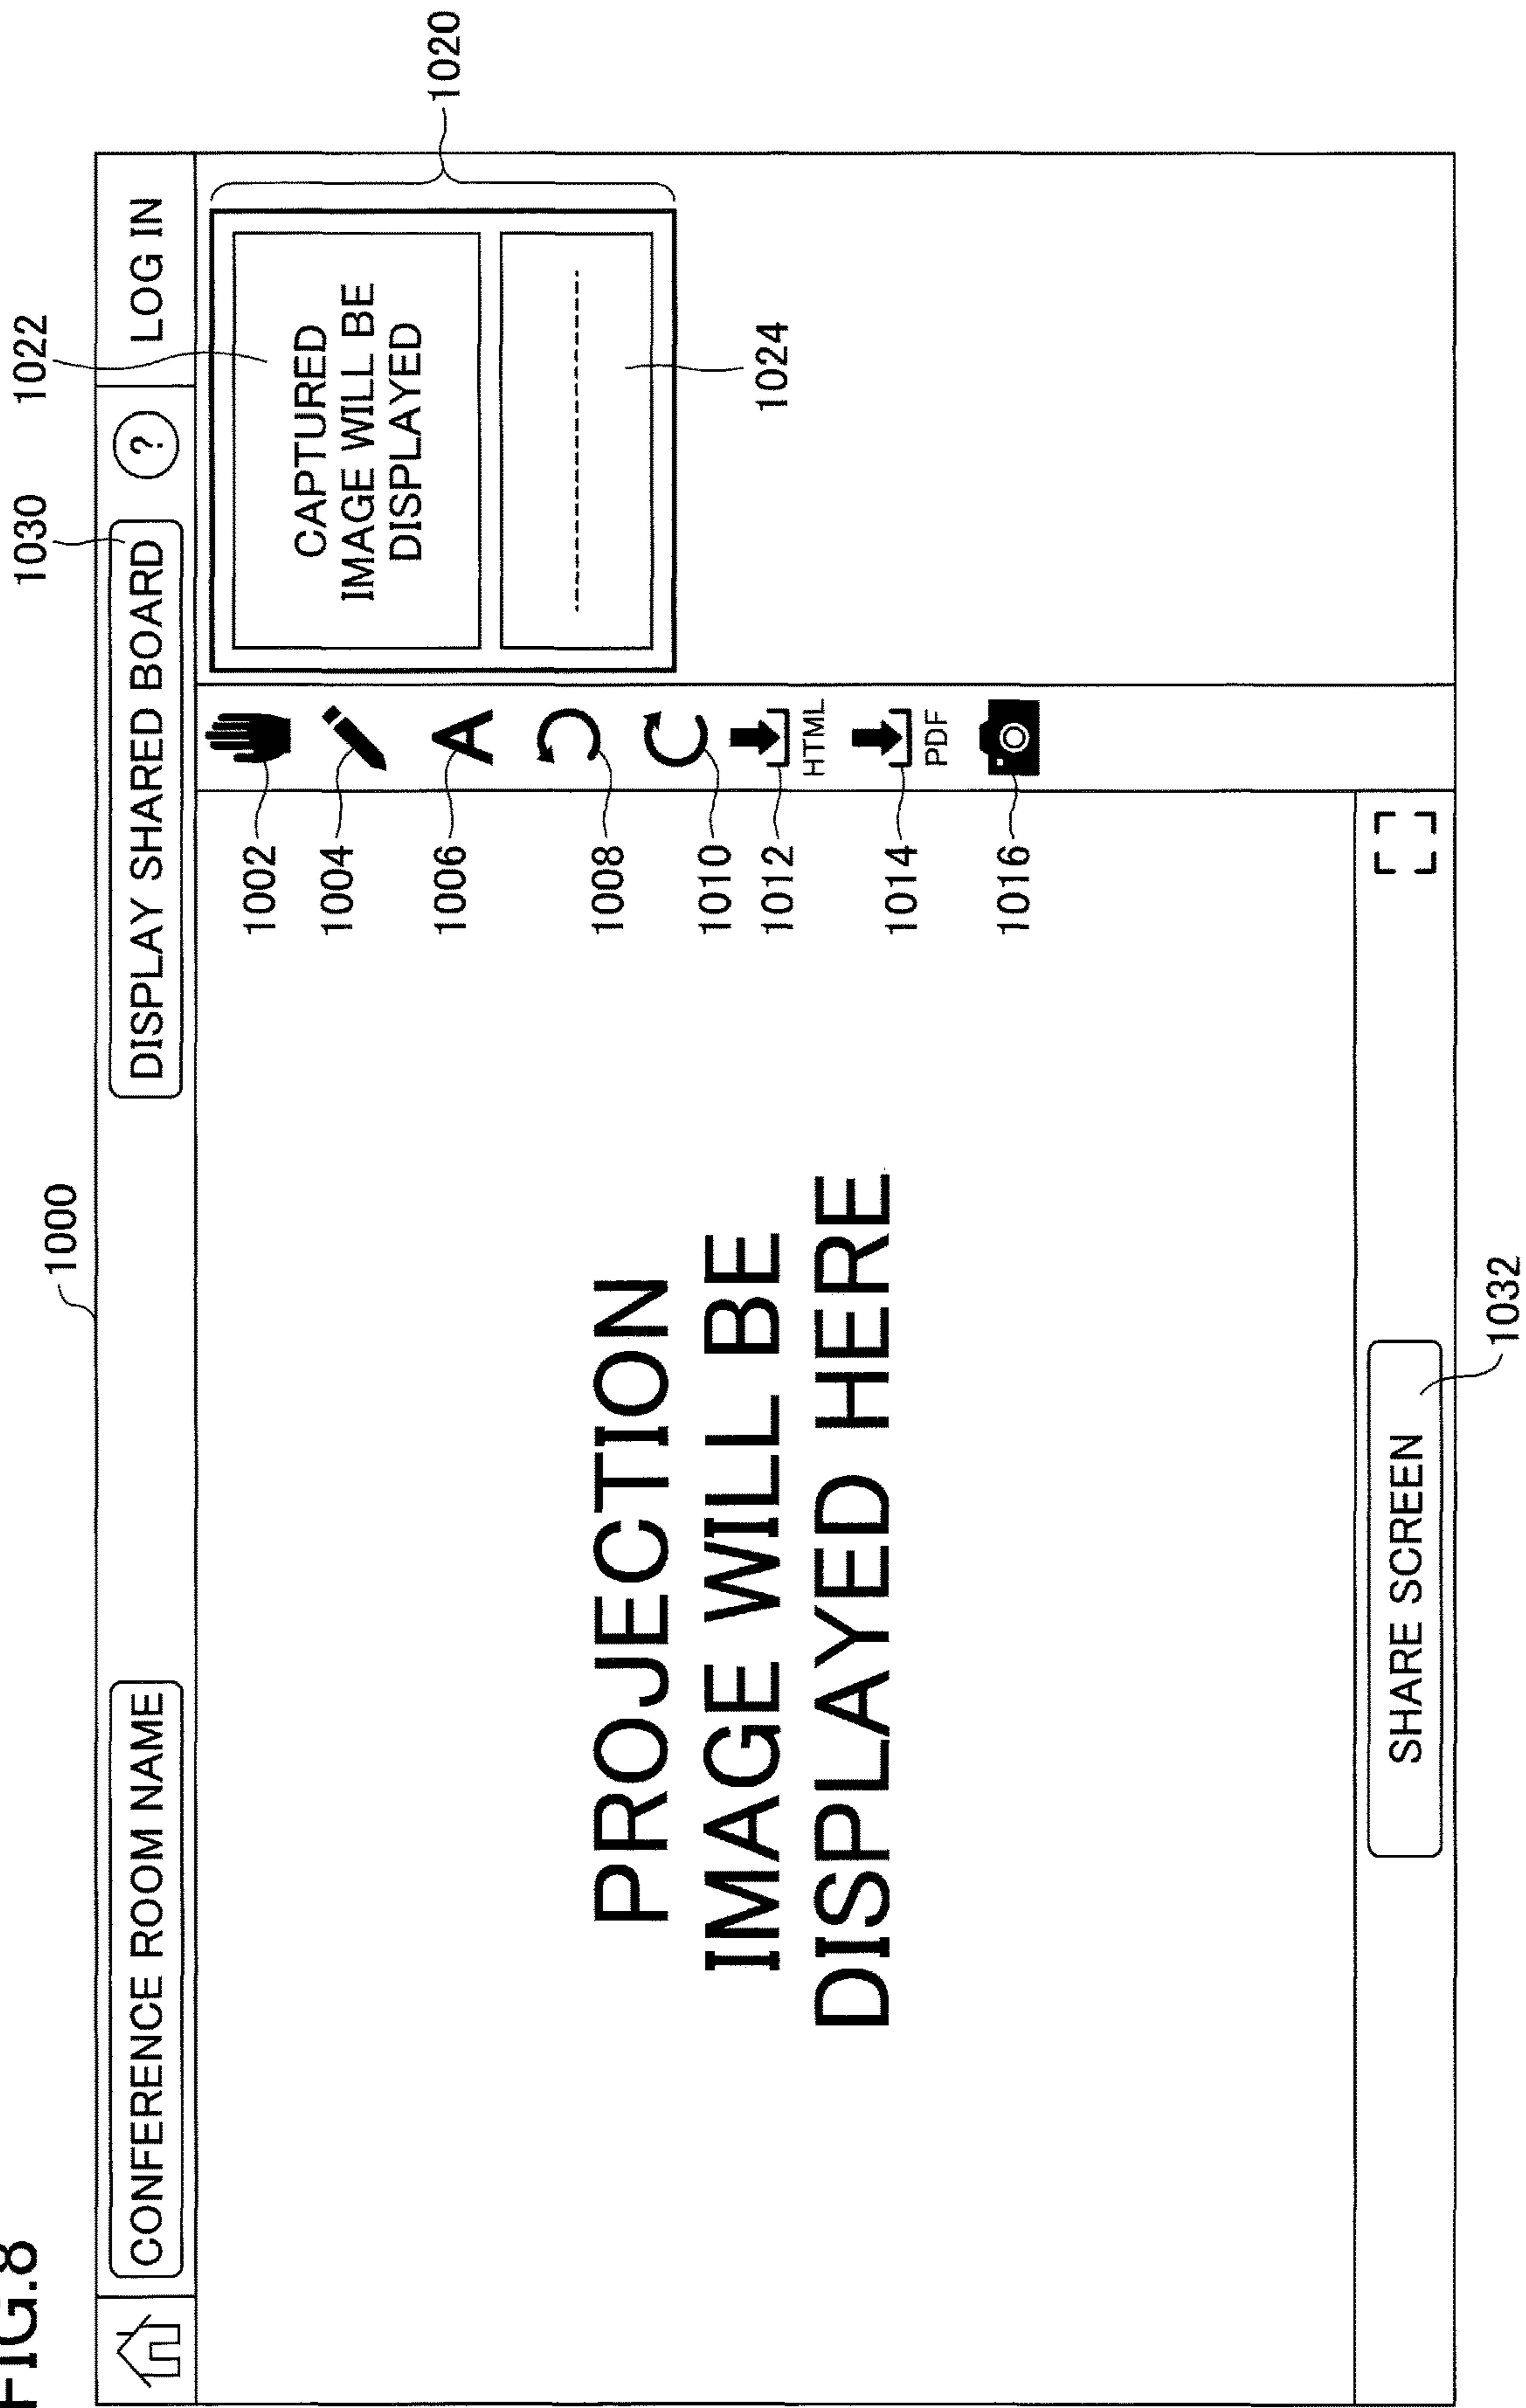 FIG.8
1000
1030
1022
CONFERENCE ROOM NAME
DISPLAY SHARED BOARD
?
LOG IN
1002
1004
A
1006
1008
1010
1012
HTML
1014
PDF
1016
CAPTURED
IMAGE WILL BE
DISPLAYED
1020
1024
PROJECTION
IMAGE WILL BE
DISPLAYED HERE
SHARE SCREEN
1032